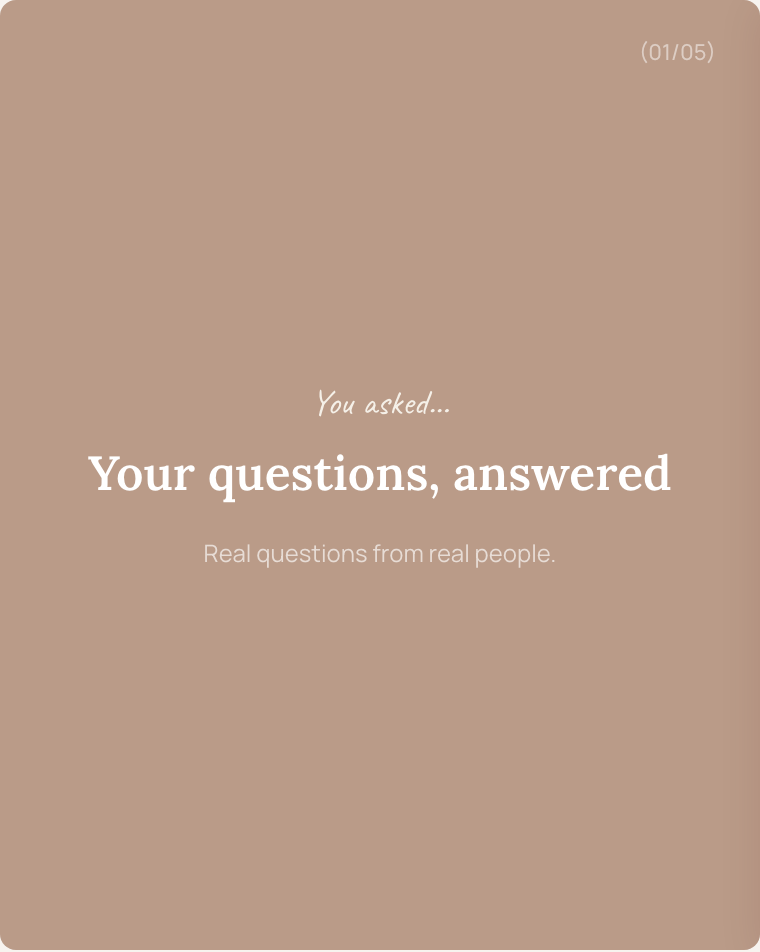 (01/05)
You asked...
Your questions, answered
Real questions from real people.